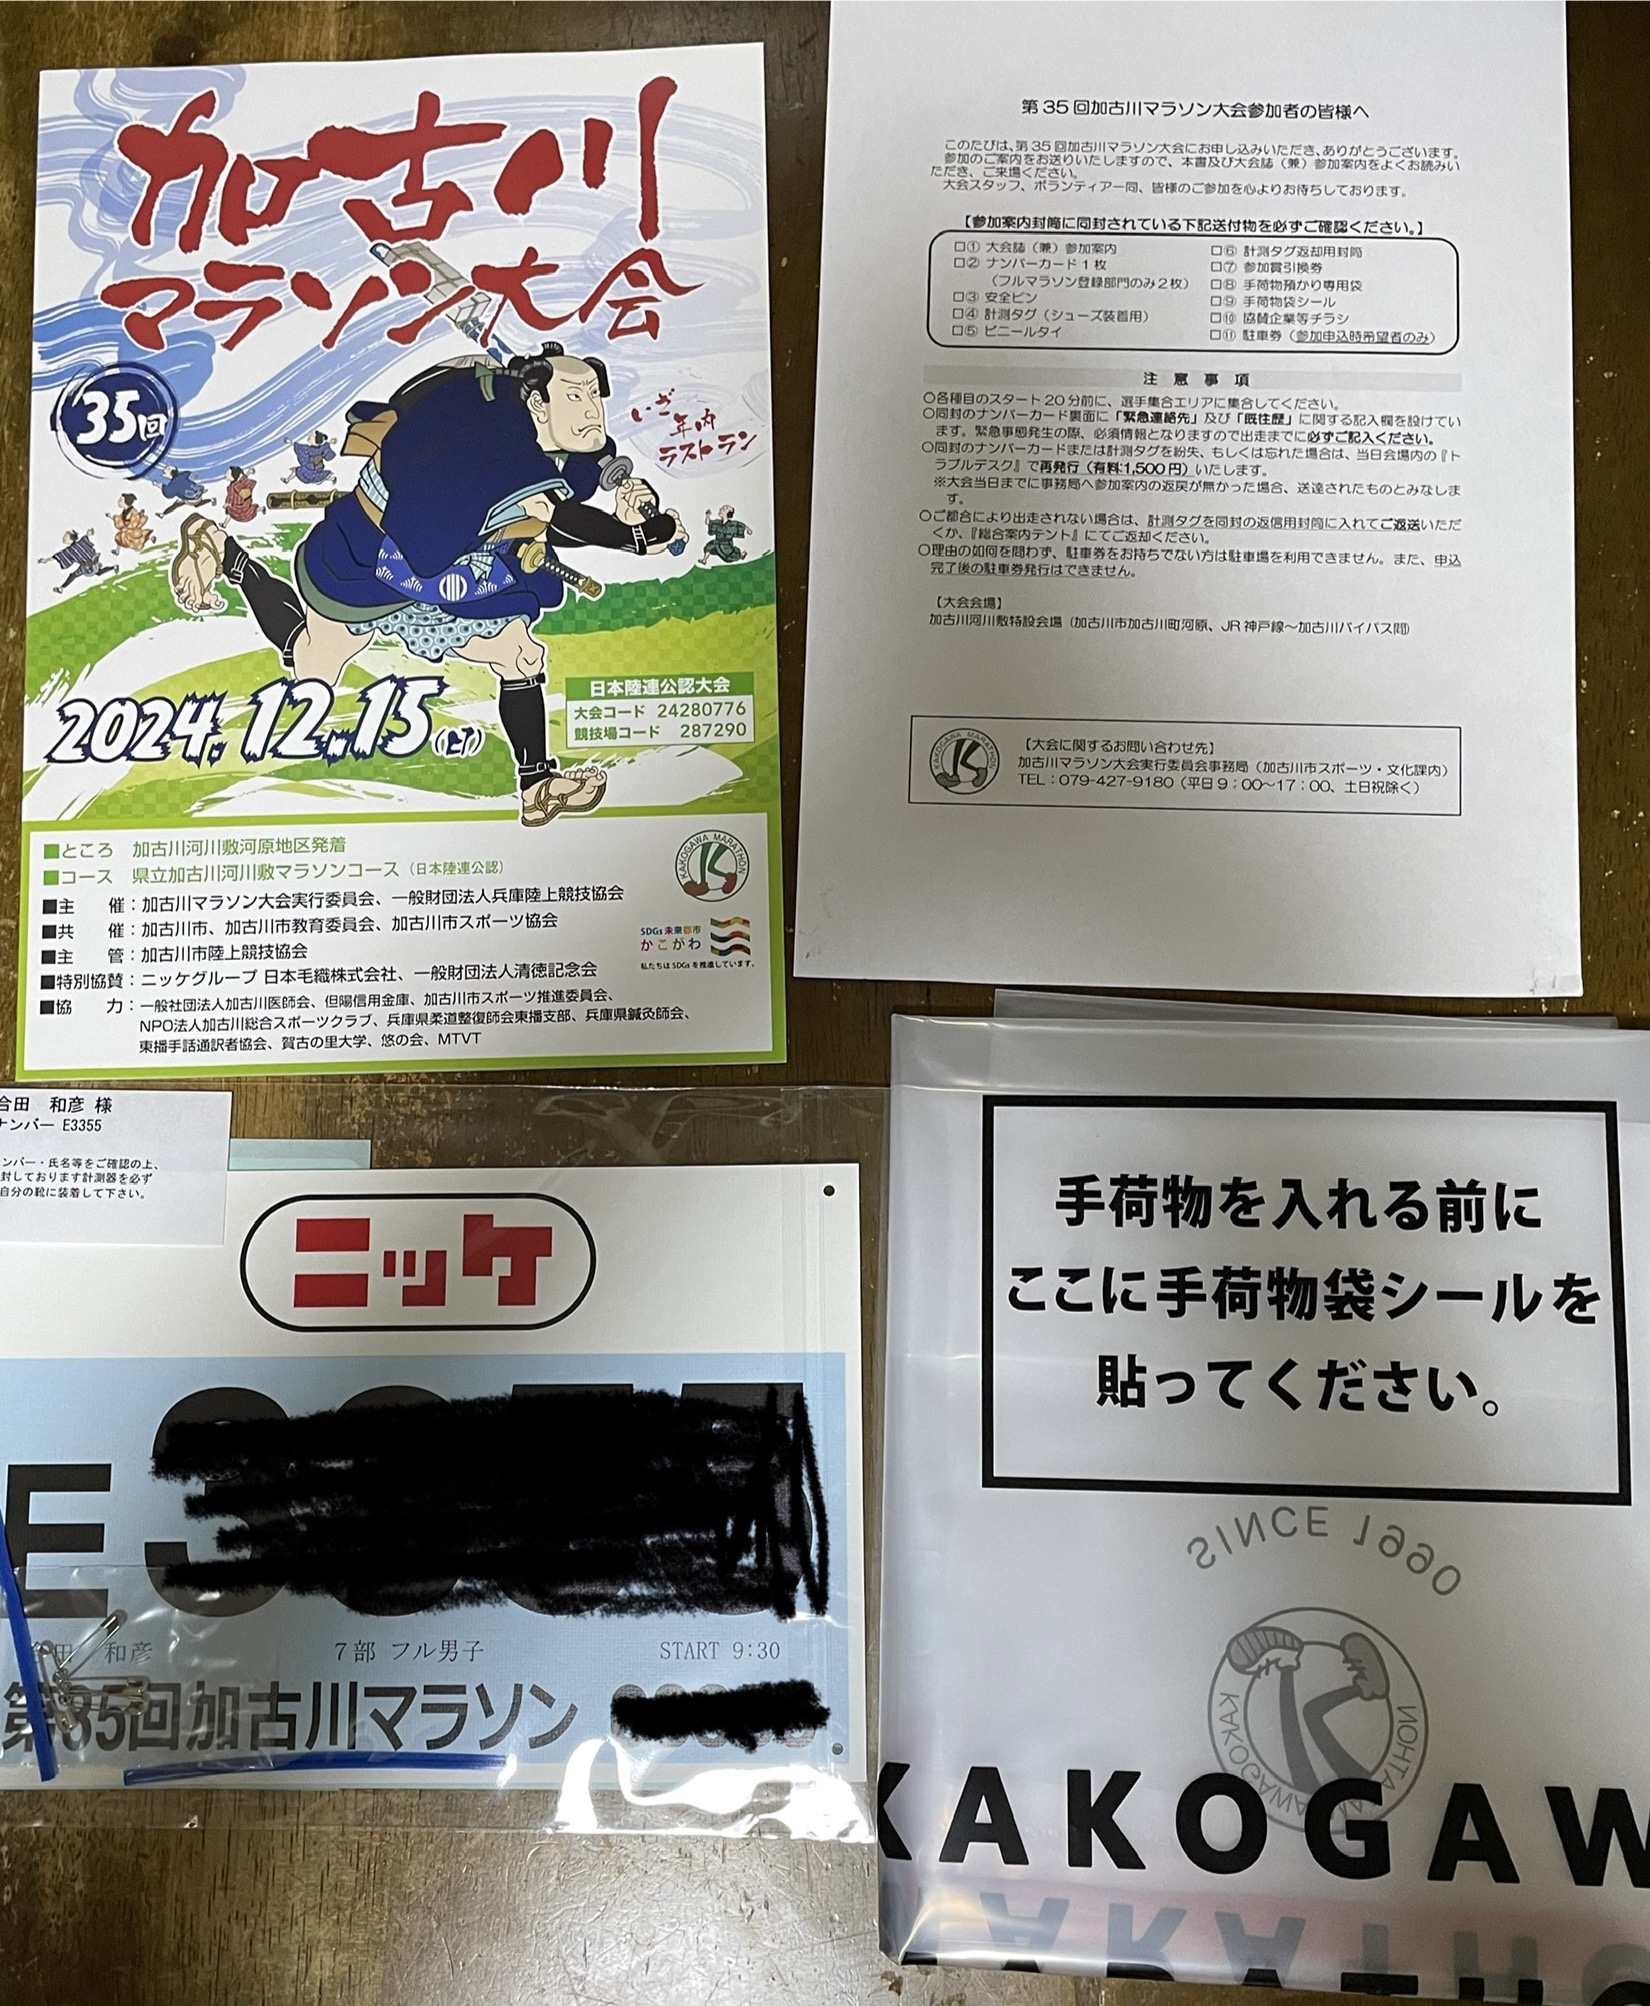 加古川
マラソン大会
35回
いざ
年内
ラストラン
2024.12.15(日)
日本陸連公認大会
大会コード 24280776
競技場コード 287290
■ところ 加古川河川敷河原地区発着
■コース 県立加古川河川敷マラソンコース(日本陸連公認)
■主 催:加古川マラソン大会実行委員会、一般財団法人兵庫陸上競技協会
■共 催:加古川市、加古川市教育委員会、加古川市スポーツ協会
■主 管:加古川市陸上競技協会
■特別協賛:ニッケグループ 日本毛織株式会社、一般財団法人清徳記念会
■協 力:一般社団法人加古川医師会、但陽信用金庫、加古川市スポーツ推進委員会、
NPO法人加古川総合スポーツクラブ、兵庫県柔道整復師会東播支部、兵庫県鍼灸師会、
東播手話通訳者協会、賀古の里大学、悠の会、MTVT
KAKOGAWA MARATHON
SDGs未来都市
かこがわ
私たちはSDGsを推進しています。
第35回加古川マラソン大会参加者の皆様へ
このたびは、第35回加古川マラソン大会にお申し込みいただき、ありがとうございます。
参加のご案内をお送りいたしますので、本書及び大会誌(兼)参加案内をよくお読みい
ただき、ご来場ください。
大会スタッフ、ボランティア一同、皆様のご参加を心よりお待ちしております。
【参加案内封筒に同封されている下記送付物を必ずご確認ください。】
□① 大会誌(兼)参加案内
□② ナンバーカード1枚
(フルマラソン登録部門のみ2枚)
□③ 安全ピン
□④ 計測タグ(シューズ装着用)
□⑤ ビニールタイ
□⑥ 計測タグ返却用封筒
□⑦ 参加賞引換券
□⑧ 手荷物預かり専用袋
□⑨ 手荷物袋シール
□⑩ 協賛企業等チラシ
□⑪ 駐車券(参加申込時希望者のみ)
注 意 事 項
○各種目のスタート20分前に、選手集合エリアに集合してください。
○同封のナンバーカード裏面に「緊急連絡先」及び「既往歴」に関する記入欄を設けてい
ます。緊急事態発生の際、必須情報となりますので出走までに必ずご記入ください。
○同封のナンバーカードまたは計測タグを紛失、もしくは忘れた場合は、当日会場内の『ト
ラブルデスク』で再発行(有料:1,500円)いたします。
※大会当日までに事務局へ参加案内の返戻が無かった場合、送達されたものとみなしま
す。
○ご都合により出走されない場合は、計測タグを同封の返信用封筒に入れてご返送いただ
くか、『総合案内テント』にてご返却ください。
○理由の如何を問わず、駐車券をお持ちでない方は駐車場を利用できません。また、申込
完了後の駐車券発行はできません。
【大会会場】
加古川河川敷特設会場(加古川市加古川町河原、JR神戸線～加古川バイパス間)
KAKOGAWA MARATHON
【大会に関するお問い合わせ先】
加古川マラソン大会実行委員会事務局(加古川市スポーツ・文化課内)
TEL:079-427-9180(平日9:00～17:00、土日祝除く)
合田 和彦 様
ナンバー E3355
ンバー・氏名等をご確認の上、
封しております計測器を必ず
自分の靴に装着して下さい。
ニッケ
E3
田 和彦 7部 フル男子 START 9:30
第35回加古川マラソン
手荷物を入れる前に
ここに手荷物袋シールを
貼ってください。
SINCE 1990
KAKOGAW